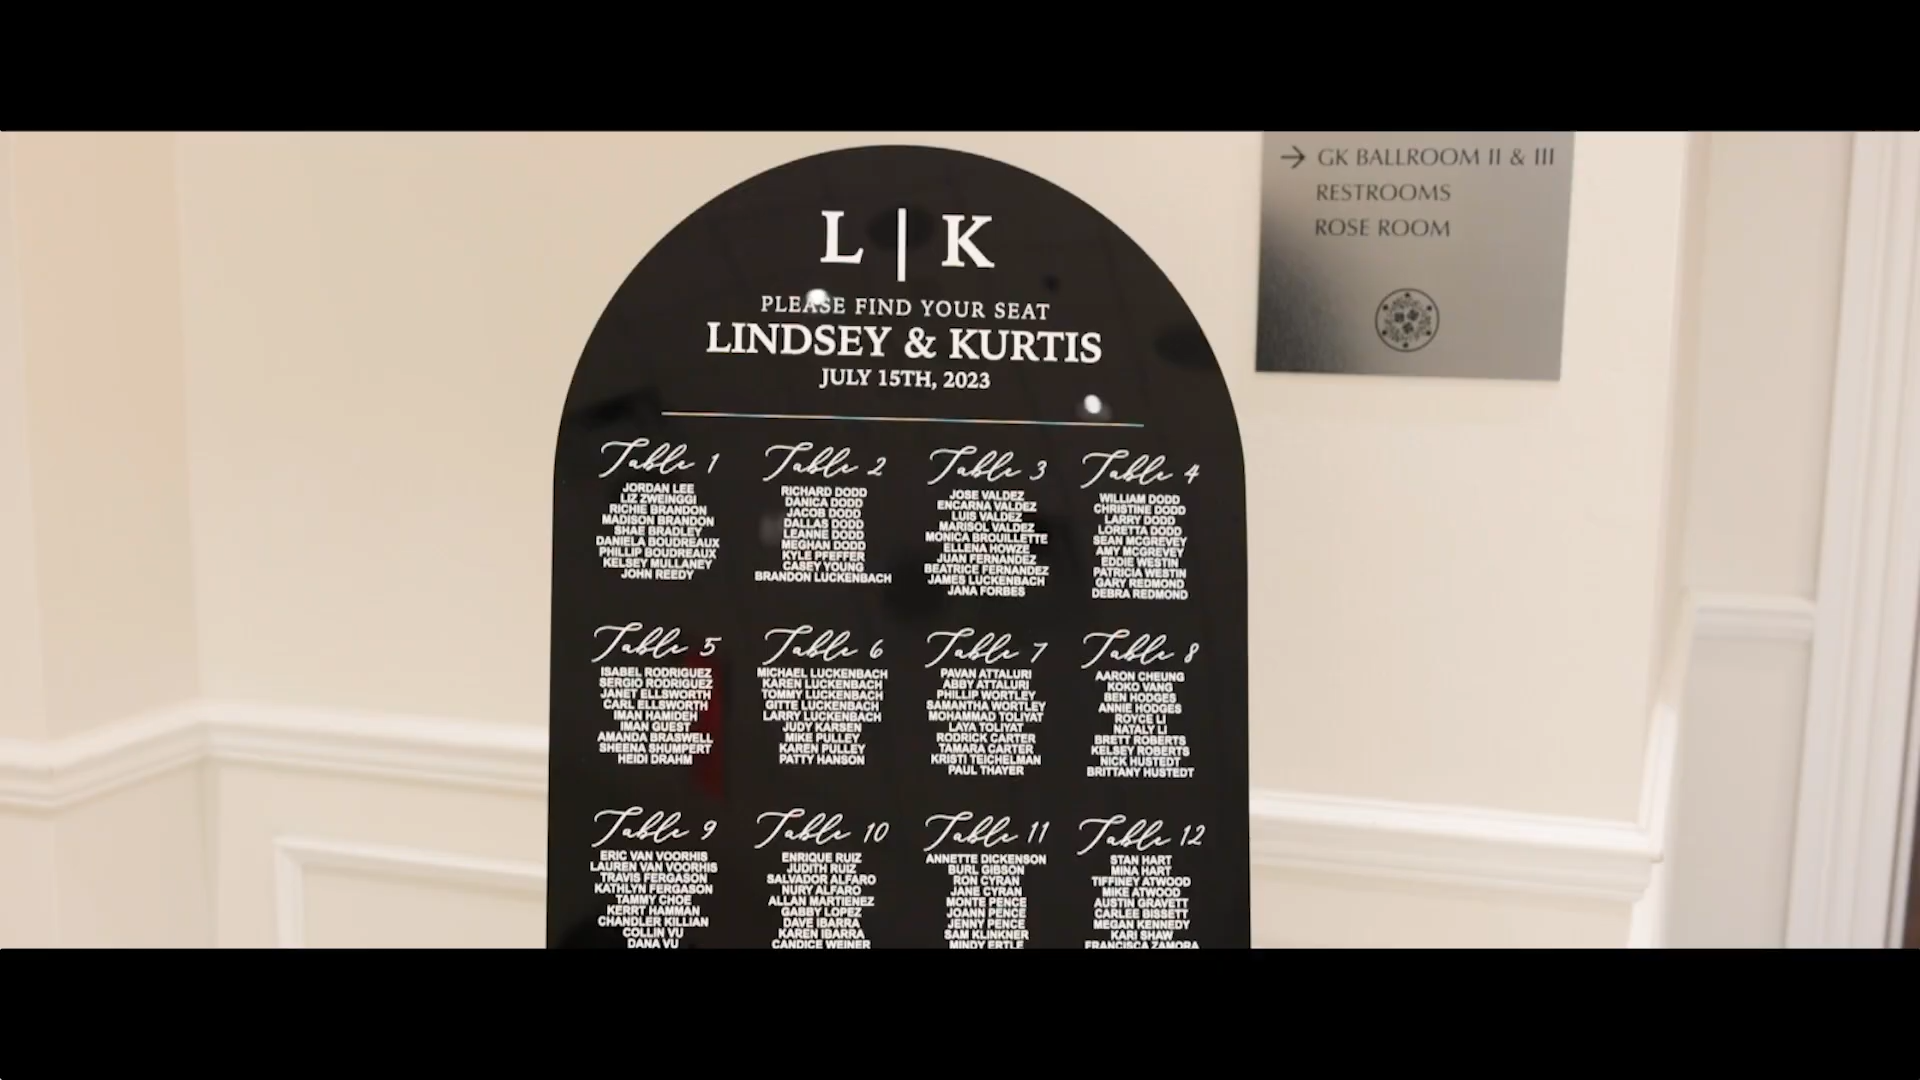 L | K
PLEASE FIND YOUR SEAT
LINDSEY & KURTIS
JULY 15TH, 2023
Table 1
JORDAN LEE
LIZ ZWEINGGI
RICHIE BRANDON
MADISON BRANDON
SHAE BRADLEY
DANIELA BOUDREAUX
PHILLIP BOUDREAUX
KELSEY MULLANEY
JOHN REEDY
Table 2
RICHARD DODD
DANICA DODD
JACOB DODD
DALLAS DODD
LEANNE DODD
MEGHAN DODD
KYLE PFEFFER
CASEY YOUNG
BRANDON LUCKENBACH
Table 3
JOSE VALDEZ
ENCARNA VALDEZ
LUIS VALDEZ
MARISOL VALDEZ
MONICA BROUILLETTE
ELLENA HOWZE
JUAN FERNANDEZ
BEATRICE FERNANDEZ
JAMES LUCKENBACH
JANA FORBES
Table 4
WILLIAM DODD
CHRISTINE DODD
LARRY DODD
LORETTA DODD
SEAN MCGREVEY
AMY MCGREVEY
EDDIE WESTIN
PATRICIA WESTIN
GARY REDMOND
DEBRA REDMOND
Table 5
ISABEL RODRIGUEZ
SERGIO RODRIGUEZ
JANET ELLSWORTH
CARL ELLSWORTH
IMAN HAMIDEH
IMAN GUEST
AMANDA BRASWELL
SHEENA SHUMPERT
HEIDI DRAHM
Table 6
MICHAEL LUCKENBACH
KAREN LUCKENBACH
TOMMY LUCKENBACH
GITTE LUCKENBACH
LARRY LUCKENBACH
JUDY KARSEN
MIKE PULLEY
KAREN PULLEY
PATTY HANSON
Table 7
PAVAN ATTALURI
ABBY ATTALURI
PHILLIP WORTLEY
SAMANTHA WORTLEY
MOHAMMAD TOLIYAT
LAYA TOLIYAT
RODRICK CARTER
TAMARA CARTER
KRISTI TEICHELMAN
PAUL THAYER
Table 8
AARON CHEUNG
KOKO VANG
BEN HODGES
ANNIE HODGES
ROYCE LI
NATALY LI
BRETT ROBERTS
KELSEY ROBERTS
NICK HUSTEDT
BRITTANY HUSTEDT
Table 9
ERIC VAN VOORHIS
LAUREN VAN VOORHIS
TRAVIS FERGASON
KATHLYN FERGASON
TAMMY CHOE
KERRT HAMMAN
CHANDLER KILLIAN
COLLIN VU
DANA VU
Table 10
ENRIQUE RUIZ
JUDITH RUIZ
SALVADOR ALFARO
NURY ALFARO
ALLAN MARTIENEZ
GABBY LOPEZ
DAVE IBARRA
KAREN IBARRA
CANDICE WEINER
Table 11
ANNETTE DICKENSON
BURL GIBSON
RON CYRAN
JANE CYRAN
MONTE PENCE
JOANN PENCE
JENNY PENCE
SAM KLINKNER
MINDY ERTLE
Table 12
STAN HART
MINA HART
TIFFINEY ATWOOD
MIKE ATWOOD
AUSTIN GRAVETT
CARLEE BISSETT
MEGAN KENNEDY
KARI SHAW
FRANCISCA ZAMORA
→ GK BALLROOM II & III
RESTROOMS
ROSE ROOM